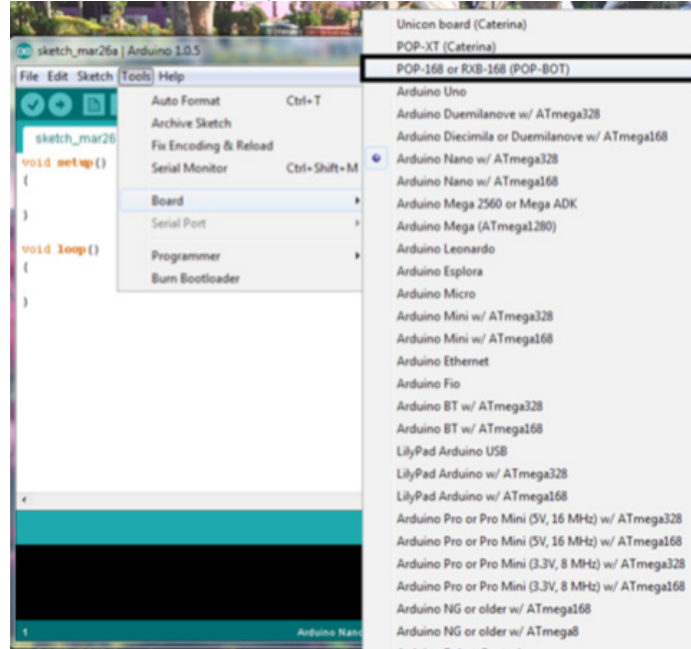 sketch_mar26a | Arduino 1.0.5
File Edit Sketch Tools Help
sketch_mar26
void setup()
{
}
void loop()
{
}
1
Arduino Nano
Auto Format Ctrl+T
Archive Sketch
Fix Encoding & Reload
Serial Monitor Ctrl+Shift+M
Board
Serial Port
Programmer
Burn Bootloader
Unicon board (Caterina)
POP-XT (Caterina)
POP-168 or RXB-168 (POP-BOT)
Arduino Uno
Arduino Duemilanove w/ ATmega328
Arduino Diecimila or Duemilanove w/ ATmega168
Arduino Nano w/ ATmega328
Arduino Nano w/ ATmega168
Arduino Mega 2560 or Mega ADK
Arduino Mega (ATmega1280)
Arduino Leonardo
Arduino Esplora
Arduino Micro
Arduino Mini w/ ATmega328
Arduino Mini w/ ATmega168
Arduino Ethernet
Arduino Fio
Arduino BT w/ ATmega328
Arduino BT w/ ATmega168
LilyPad Arduino USB
LilyPad Arduino w/ ATmega328
LilyPad Arduino w/ ATmega168
Arduino Pro or Pro Mini (5V, 16 MHz) w/ ATmega328
Arduino Pro or Pro Mini (5V, 16 MHz) w/ ATmega168
Arduino Pro or Pro Mini (3.3V, 8 MHz) w/ ATmega328
Arduino Pro or Pro Mini (3.3V, 8 MHz) w/ ATmega168
Arduino NG or older w/ ATmega168
Arduino NG or older w/ ATmega8